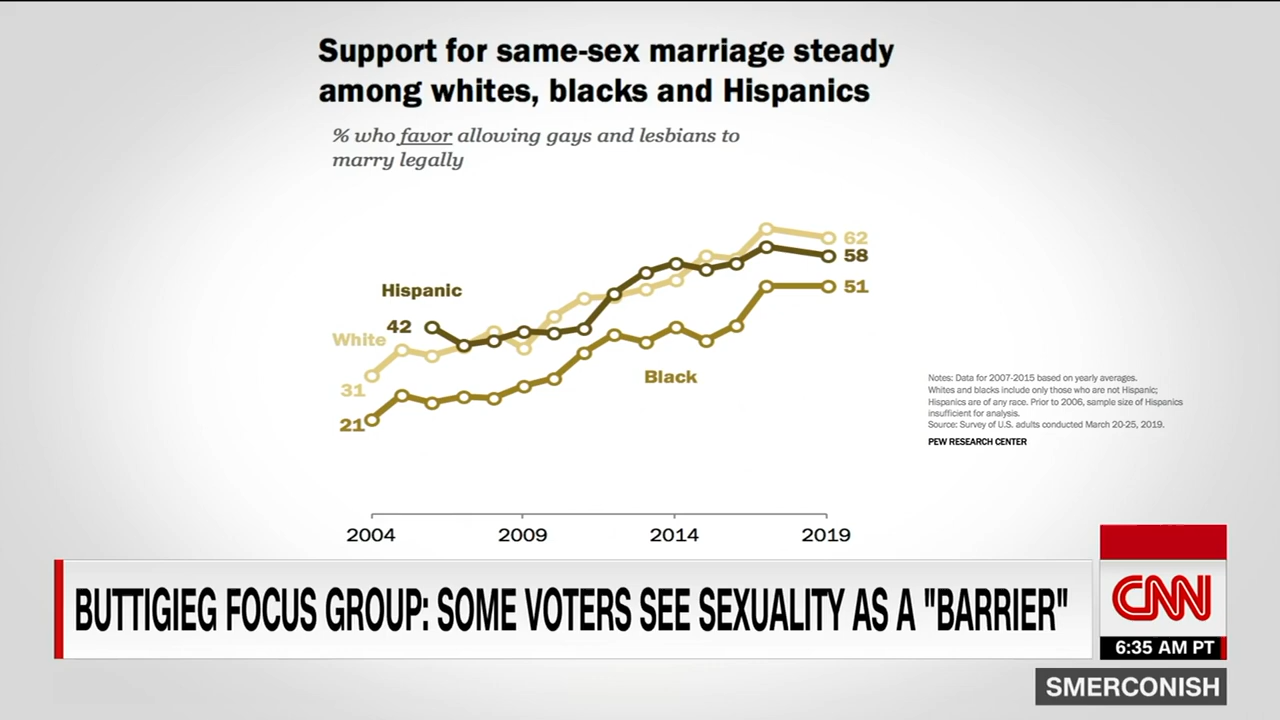 Support for same-sex marriage steady
among whites, blacks and Hispanics
% who favor allowing gays and lesbians to
marry legally
62
58
51
Hispanic
42
White
31
21
Black
Notes: Data for 2007-2015 based on yearly averages.
Whites and blacks include only those who are not Hispanic;
Hispanics are of any race. Prior to 2006, sample size of Hispanics
insufficient for analysis.
Source: Survey of U.S. adults conducted March 20-25, 2019.
PEW RESEARCH CENTER
2004 2009 2014 2019
BUTTIGIEG FOCUS GROUP: SOME VOTERS SEE SEXUALITY AS A "BARRIER"
CNN
6:35 AM PT
SMERCONISH